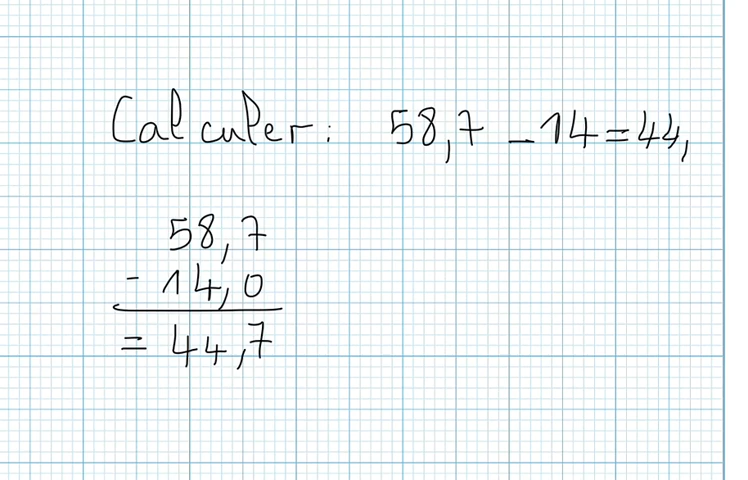 Calculer: 58,7 - 14 = 44,
58,7
- 14,0
= 44,7